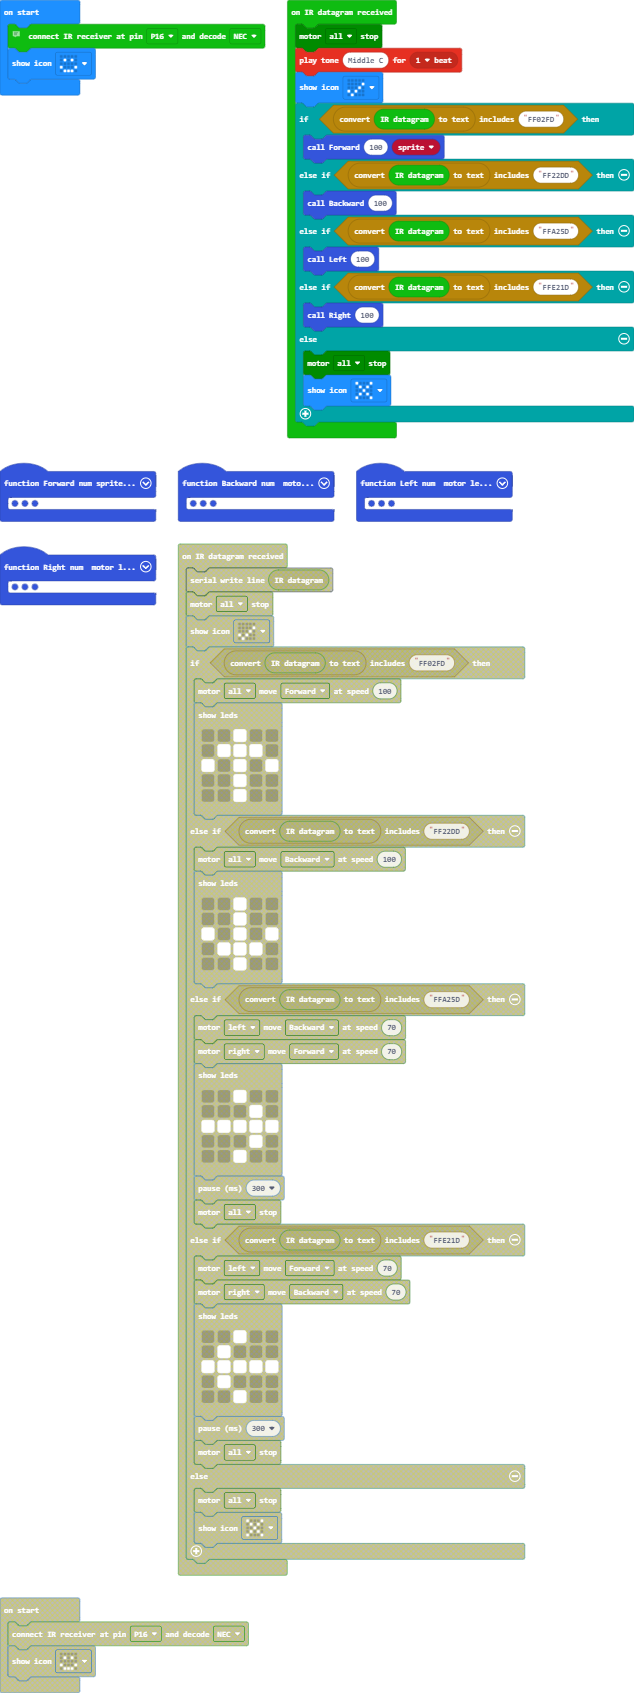 on start
connect IR receiver at pin P16 and decode NEC
show icon
on IR datagram received
motor all stop
play tone Middle C for 1 beat
show icon
if convert IR datagram to text includes "FF02FD" then
call Forward 100 sprite
else if convert IR datagram to text includes "FF22DD" then
call Backward 100
else if convert IR datagram to text includes "FFA25D" then
call Left 100
else if convert IR datagram to text includes "FFE21D" then
call Right 100
else
motor all stop
show icon
function Forward num sprite...
function Backward num moto...
function Left num motor le...
function Right num motor l...
on IR datagram received
serial write line IR datagram
motor all stop
show icon
if convert IR datagram to text includes "FF02FD" then
motor all move Forward at speed 100
show leds
else if convert IR datagram to text includes "FF22DD" then
motor all move Backward at speed 100
show leds
else if convert IR datagram to text includes "FFA25D" then
motor left move Backward at speed 70
motor right move Forward at speed 70
show leds
pause (ms) 300
motor all stop
else if convert IR datagram to text includes "FFE21D" then
motor left move Forward at speed 70
motor right move Backward at speed 70
show leds
pause (ms) 300
motor all stop
else
motor all stop
show icon
on start
connect IR receiver at pin P16 and decode NEC
show icon